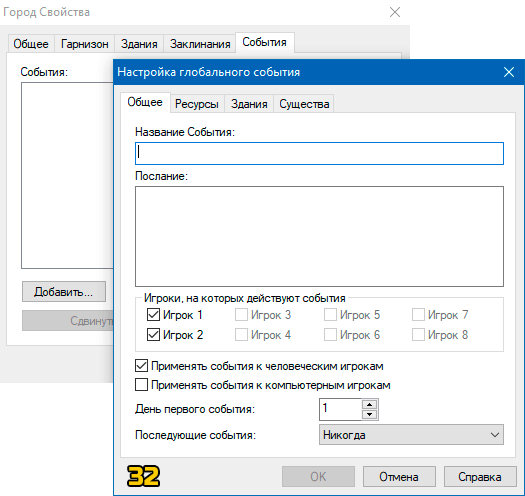 Город Свойства
Общее Гарнизон Здания Заклинания События
События:
Добавить...
Сдвинуть
Настройка глобального события
Общее Ресурсы Здания Существа
Название События:
Послание:
Игроки, на которых действуют события
Игрок 1 Игрок 3 Игрок 5 Игрок 7
Игрок 2 Игрок 4 Игрок 6 Игрок 8
Применять события к человеческим игрокам
Применять события к компьютерным игрокам
День первого события: 1
Последующие события: Никогда
32 OK Отмена Справка